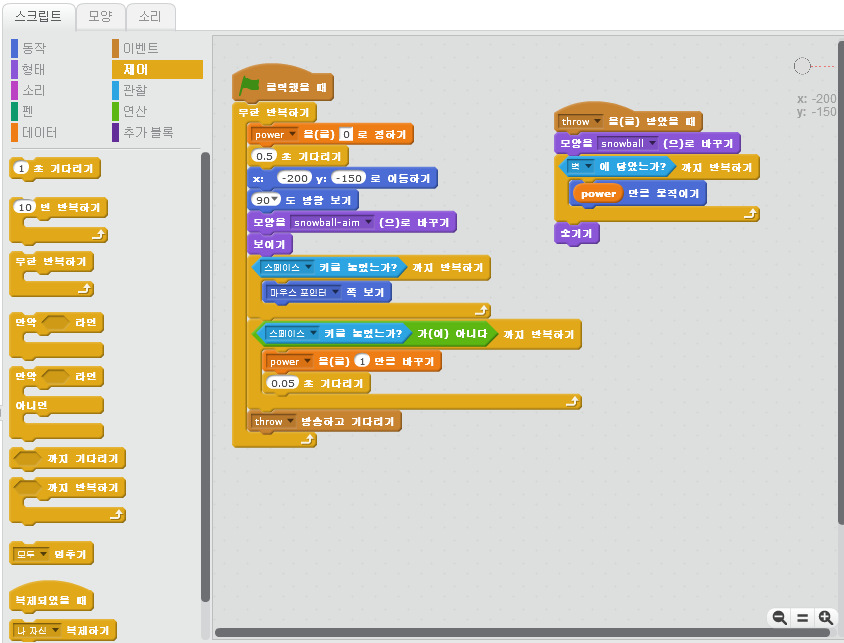 스크립트 모양 소리
동작 이벤트
형태 제어
소리 관찰
펜 연산
데이터 추가 블록
1 초 기다리기
10 번 반복하기
무한 반복하기
만약 라면
만약 라면
아니면
까지 기다리기
까지 반복하기
모두 멈추기
복제되었을 때
나 자신 복제하기
클릭했을 때
무한 반복하기
power 을(를) 0 로 정하기
0.5 초 기다리기
x: -200 y: -150 로 이동하기
90 도 방향 보기
모양을 snowball-aim (으)로 바꾸기
보이기
스페이스 키를 눌렀는가? 까지 반복하기
마우스 포인터 쪽 보기
스페이스 키를 눌렀는가? 가(이) 아니다 까지 반복하기
power 을(를) 1 만큼 바꾸기
0.05 초 기다리기
throw 방송하고 기다리기
throw 을(를) 받았을 때
모양을 snowball (으)로 바꾸기
벽 에 닿았는가? 까지 반복하기
power 만큼 움직이기
숨기기
x: -200
y: -150